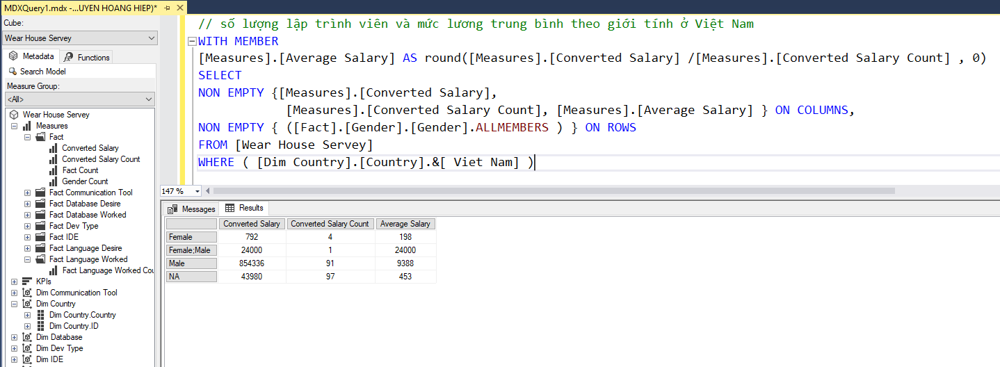 MDXQuery1.mdx -...UYEN HOANG HIEP)*
Cube:
Wear House Servey
Metadata
Functions
Search Model
Measure Group:
<All>
Wear House Servey
Measures
Fact
Converted Salary
Converted Salary Count
Fact Count
Gender Count
Fact Communication Tool
Fact Database Desire
Fact Database Worked
Fact Dev Type
Fact IDE
Fact Language Desire
Fact Language Worked
Fact Language Worked Cou
KPIs
Dim Communication Tool
Dim Country
Dim Country.Country
Dim Country.ID
Dim Database
Dim Dev Type
Dim IDE
// số lượng lập trình viên và mức lương trung bình theo giới tính ở Việt Nam
WITH MEMBER
[Measures].[Average Salary] AS round([Measures].[Converted Salary] /[Measures].[Converted Salary Count] , 0)
SELECT
NON EMPTY {[Measures].[Converted Salary],
[Measures].[Converted Salary Count], [Measures].[Average Salary] } ON COLUMNS,
NON EMPTY { ([Fact].[Gender].[Gender].ALLMEMBERS ) } ON ROWS
FROM [Wear House Servey]
WHERE ( [Dim Country].[Country].&[ Viet Nam] )
147 %
Messages
Results
Converted Salary Converted Salary Count Average Salary
Female 792 4 198
Female;Male 24000 1 24000
Male 854336 91 9388
NA 43980 97 453